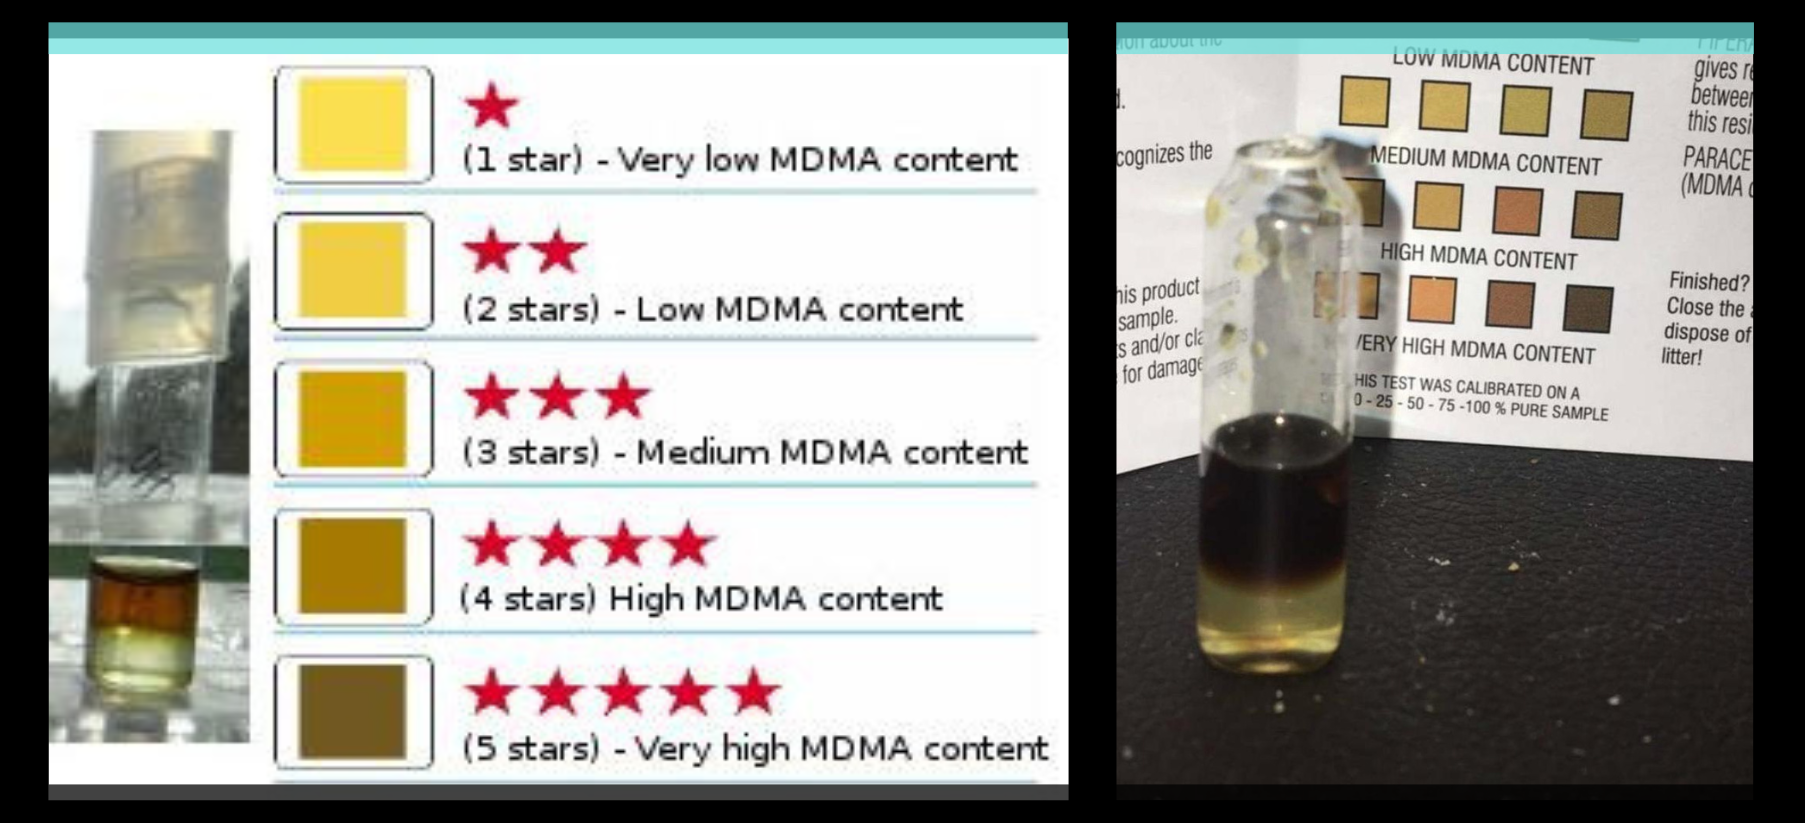 (1 star) - Very low MDMA content
(2 stars) - Low MDMA content
(3 stars) - Medium MDMA content
(4 stars) High MDMA content
(5 stars) - Very high MDMA content
about the
LOW MDMA CONTENT
cognizes the
MEDIUM MDMA CONTENT
HIGH MDMA CONTENT
his product
sample.
s and/or cla
for damage
VERY HIGH MDMA CONTENT
HIS TEST WAS CALIBRATED ON A
0 - 25 - 50 - 75 -100 % PURE SAMPLE
gives re
between
this resi
PARACE
(MDMA
Finished?
Close the
dispose of
litter!